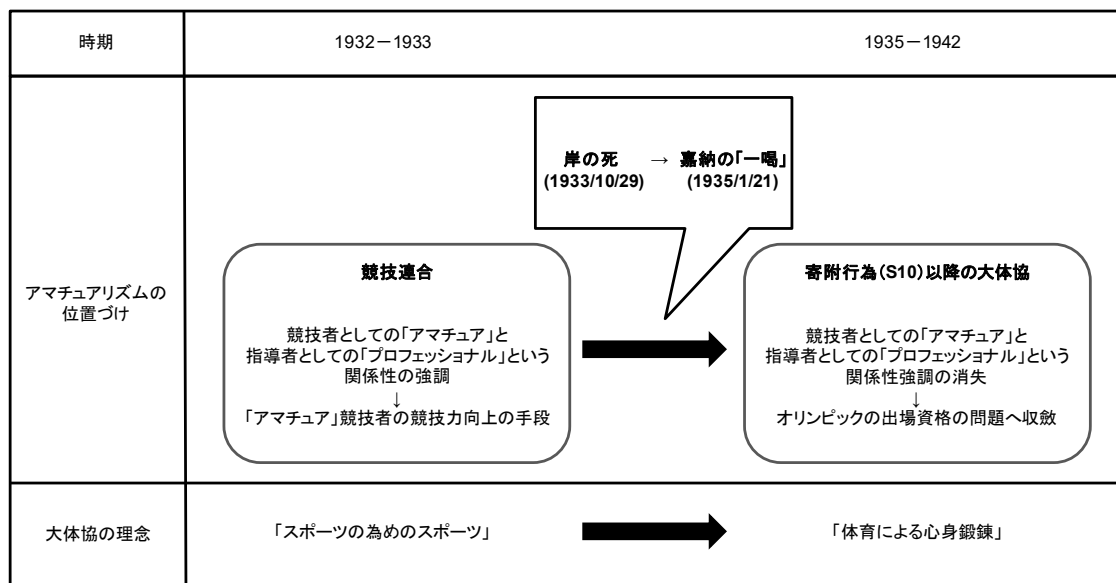 時期
1932－1933
1935－1942
アマチュアリズムの
位置づけ
岸の死 → 嘉納の「一喝」
(1933/10/29) (1935/1/21)
競技連合
競技者としての「アマチュア」と
指導者としての「プロフェッショナル」という
関係性の強調
↓
「アマチュア」競技者の競技力向上の手段
寄附行為(S10)以降の大体協
競技者としての「アマチュア」と
指導者としての「プロフェッショナル」という
関係性強調の消失
↓
オリンピックの出場資格の問題へ収斂
大体協の理念
「スポーツの為めのスポーツ」
「体育による心身鍛錬」